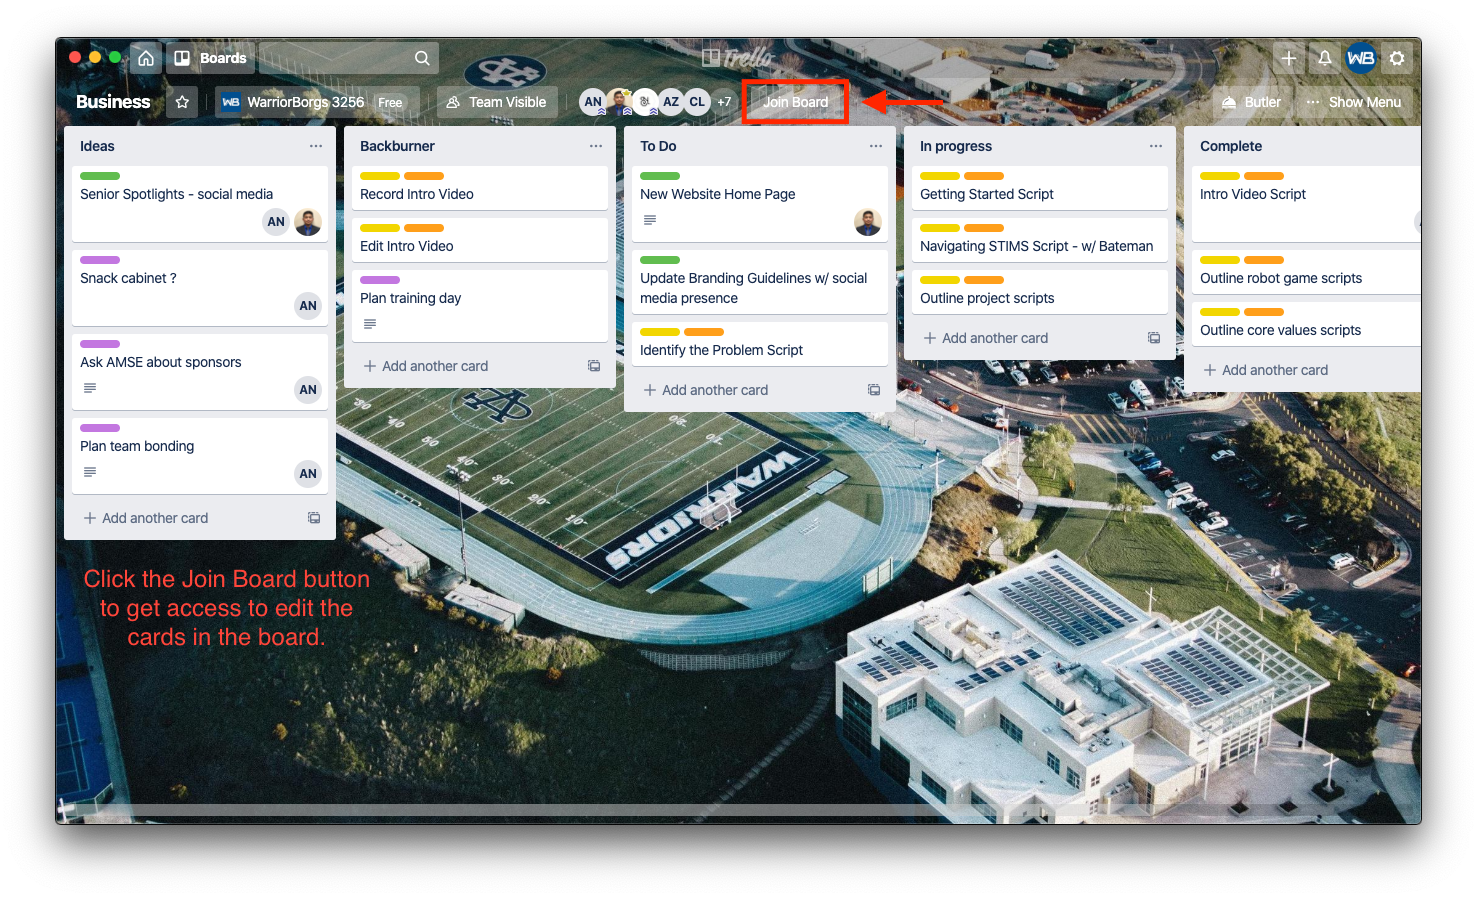 Boards
Trello
WB
Business
WB WarriorBorgs 3256 Free
Team Visible
AN
AZ
CL
+7
Join Board
Butler
Show Menu
Ideas
Senior Spotlights - social media
AN
Snack cabinet ?
AN
Ask AMSE about sponsors
AN
Plan team bonding
AN
Add another card
Backburner
Record Intro Video
Edit Intro Video
Plan training day
Add another card
To Do
New Website Home Page
Update Branding Guidelines w/ social
media presence
Identify the Problem Script
Add another card
In progress
Getting Started Script
Navigating STIMS Script - w/ Bateman
Outline project scripts
Add another card
Complete
Intro Video Script
Outline robot game scripts
Outline core values scripts
Add another card
WARRIORS
Click the Join Board button
to get access to edit the
cards in the board.